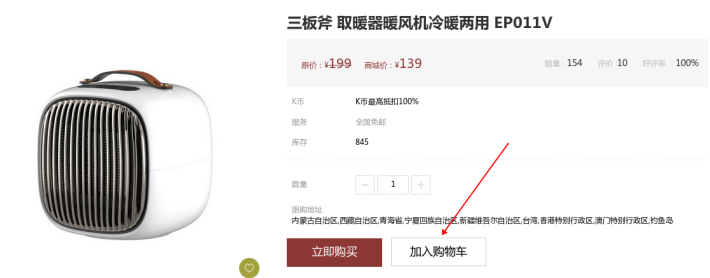 三板斧 取暖器暖风机冷暖两用 EP011V
原价：¥199 商城价：¥139 销量：154 评价：10 好评率：100%
K币 K币最高抵扣100%
服务 全国免邮
库存 845
数量 — 1 +
限购地址
内蒙古自治区,西藏自治区,青海省,宁夏回族自治区,新疆维吾尔自治区,台湾,香港特别行政区,澳门特别行政区,钓鱼岛
立即购买 加入购物车